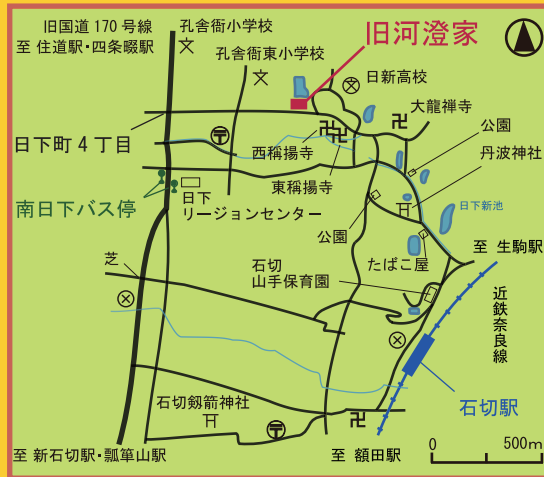 旧国道170号線
至 住道駅・四条畷駅
孔舎衙小学校
孔舎衙東小学校
旧河澄家
日新高校
大龍禅寺
公園
丹波神社
日下町4丁目
西稱揚寺
東稱揚寺
日下
リージョンセンター
南日下バス停
日下新池
公園
至 生駒駅
たばこ屋
芝
石切
山手保育園
近鉄奈良線
石切駅
石切剱箭神社
至 新石切駅・瓢箪山駅
至 額田駅
0 500m